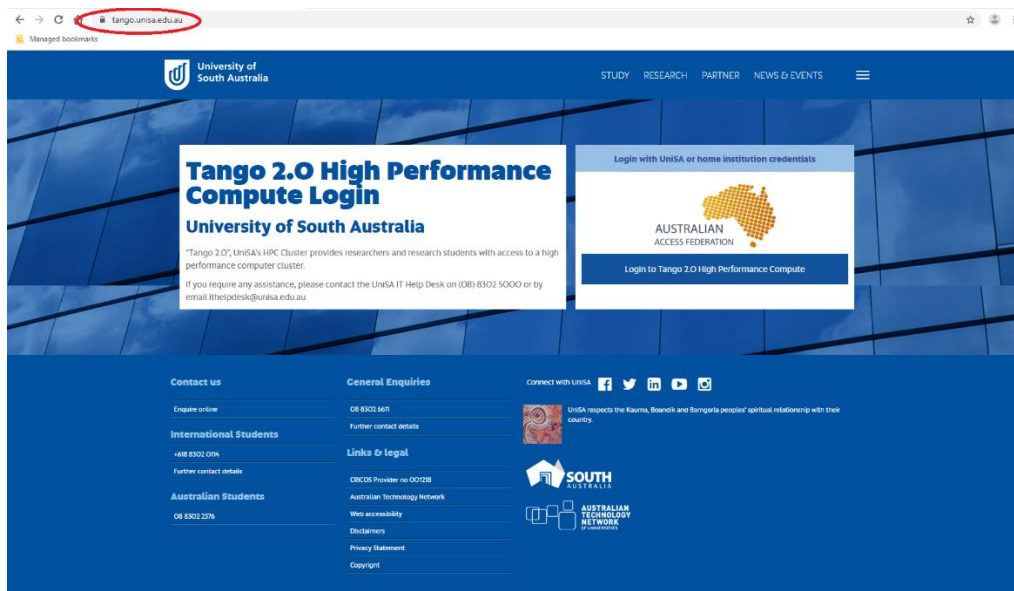 tango.unisa.edu.au
Managed bookmarks
University of
South Australia
STUDY RESEARCH PARTNER NEWS & EVENTS
Tango 2.0 High Performance
Compute Login
University of South Australia
"Tango 2.0", UniSA's HPC Cluster provides researchers and research students with access to a high
performance computer cluster.
If you require any assistance, please contact the UniSA IT Help Desk on (08) 8302 5000 or by
email ithelpdesk@unisa.edu.au
Login with UniSA or home institution credentials
AUSTRALIAN
ACCESS FEDERATION
Login to Tango 2.0 High Performance Compute
Contact us
Enquire online
International Students
+618 8302 0114
Further contact details
Australian Students
08 8302 2376
General Enquiries
08 8302 6611
Further contact details
Links & legal
CRICOS Provider no 00121B
Australian Technology Network
Web accessibility
Disclaimers
Privacy Statement
Copyright
Connect with UniSA
UniSA respects the Kaurna, Boandik and Barngarla peoples' spiritual relationship with their
country.
SOUTH
AUSTRALIA
AUSTRALIAN
TECHNOLOGY
NETWORK
OF UNIVERSITIES